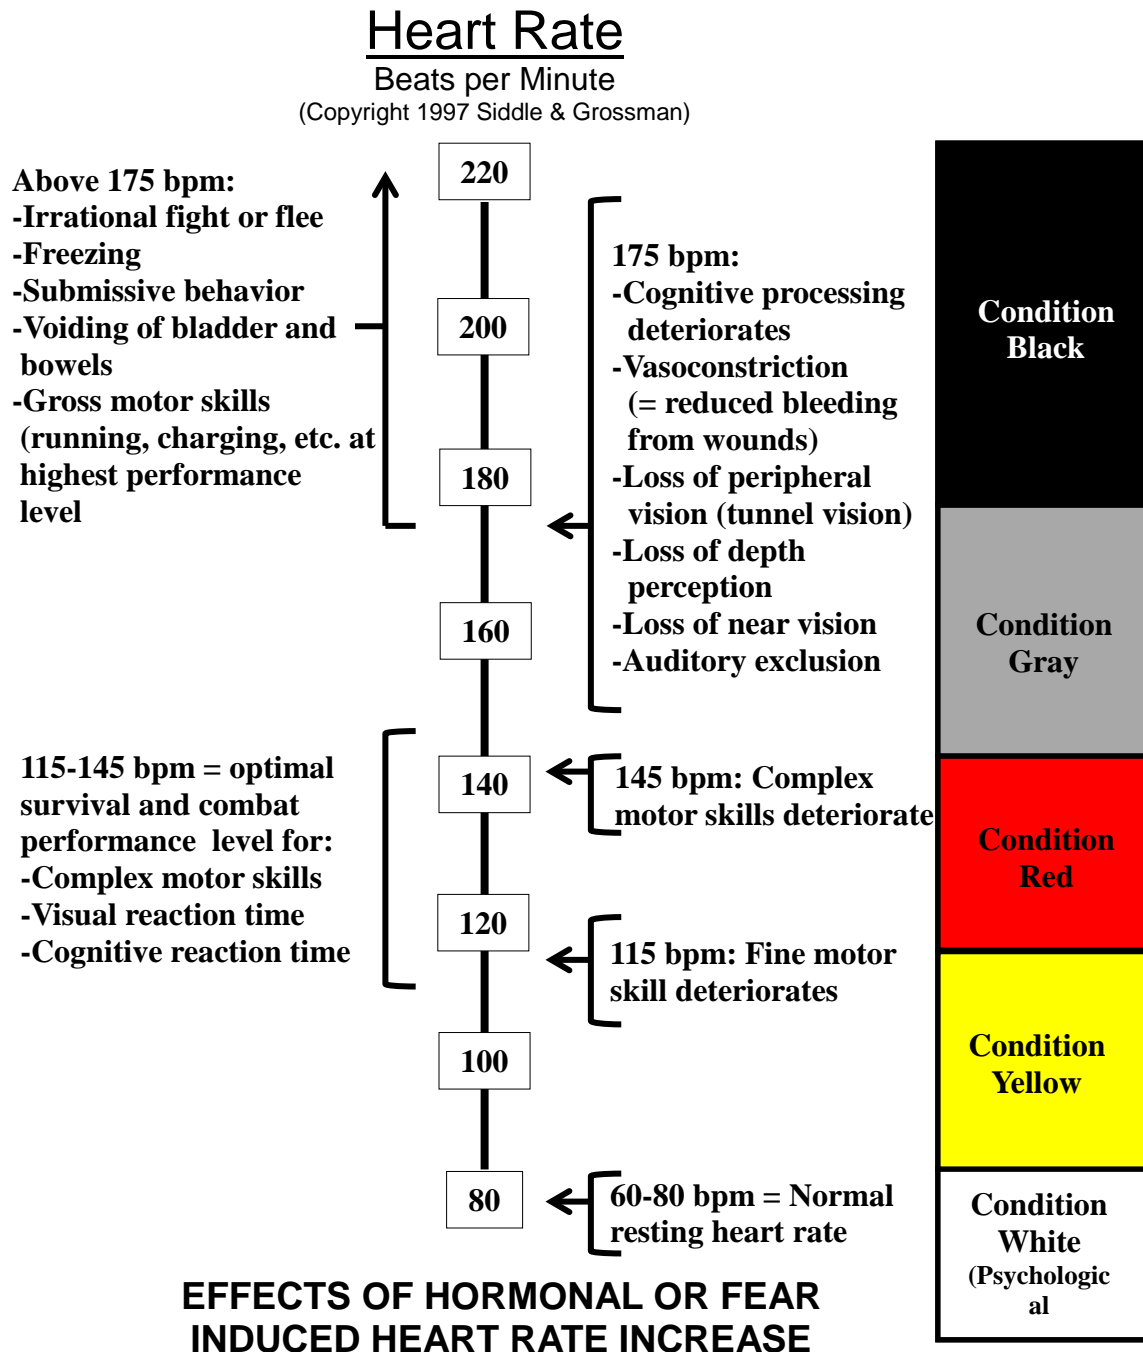 Heart Rate
Beats per Minute
(Copyright 1997 Siddle & Grossman)
220
200
180
160
140
120
100
80
Above 175 bpm:
-Irrational fight or flee
-Freezing
-Submissive behavior
-Voiding of bladder and
bowels
-Gross motor skills
(running, charging, etc. at
highest performance
level
115-145 bpm = optimal
survival and combat
performance level for:
-Complex motor skills
-Visual reaction time
-Cognitive reaction time
175 bpm:
-Cognitive processing
deteriorates
-Vasoconstriction
(= reduced bleeding
from wounds)
-Loss of peripheral
vision (tunnel vision)
-Loss of depth
perception
-Loss of near vision
-Auditory exclusion
145 bpm: Complex
motor skills deteriorate
115 bpm: Fine motor
skill deteriorates
60-80 bpm = Normal
resting heart rate
Condition
Black
Condition
Gray
Condition
Red
Condition
Yellow
Condition
White
(Psychologic
al
EFFECTS OF HORMONAL OR FEAR
INDUCED HEART RATE INCREASE